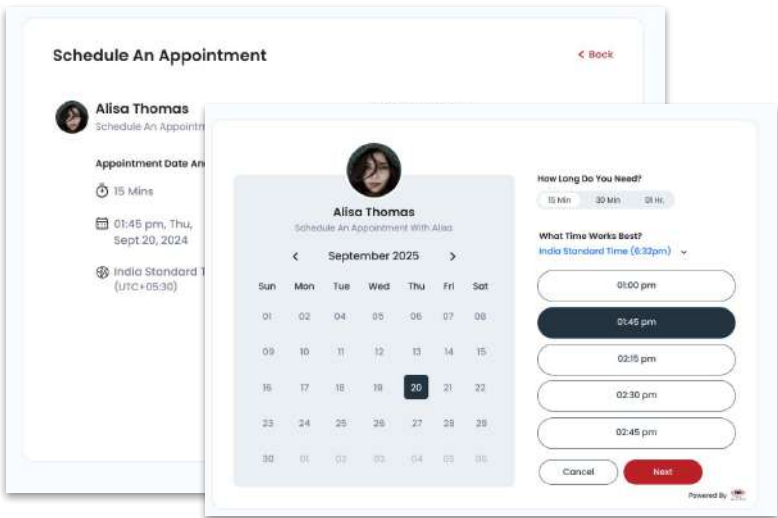 Schedule An Appointment
< Back
Alisa Thomas
Schedule An Appointm
Appointment Date An
15 Mins
01:45 pm, Thu,
Sept 20, 2024
India Standard T
(UTC+05:30)
Alisa Thomas
Schedule An Appointment With Alisa
< September 2025 >
Sun Mon Tue Wed Thu Fri Sat
01 02 04 05 06 07 08
09 10 11 12 13 14 15
16 17 18 19 20 21 22
23 24 25 26 27 28 29
30 01 02 03 04 05 06
How Long Do You Need?
15 Min 30 Min 01 Hr.
What Time Works Best?
India Standard Time (6:32pm)
01:00 pm
01:45 pm
02:15 pm
02:30 pm
02:45 pm
Cancel Next
Powered By